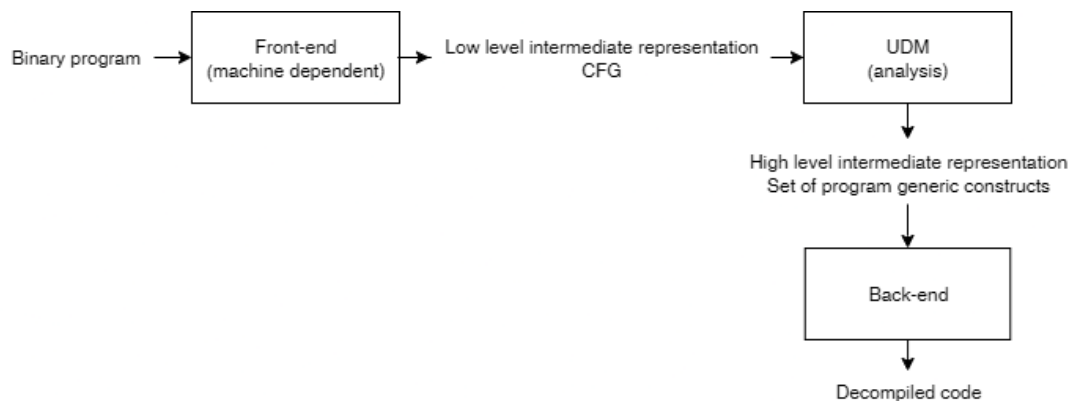 Binary program
Front-end
(machine dependent)
Low level intermediate representation
CFG
UDM
(analysis)
High level intermediate representation
Set of program generic constructs
Back-end
Decompiled code